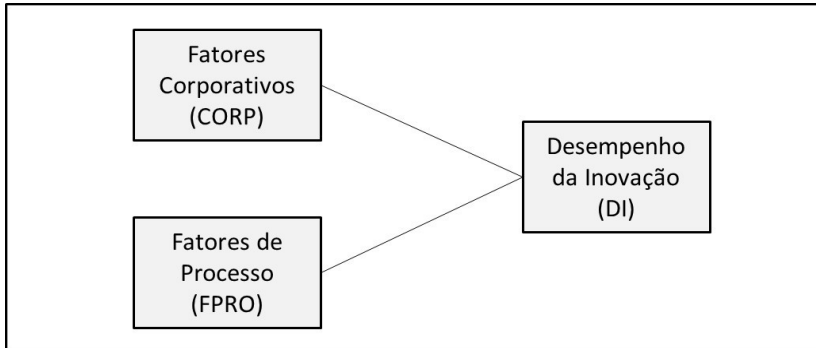 Fatores
Corporativos
(CORP)
Desempenho
da Inovação
(DI)
Fatores de
Processo
(FPRO)